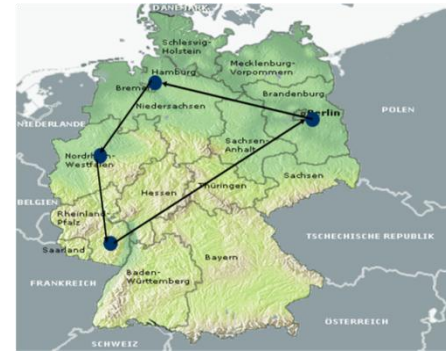 DÄNEMARK
Schleswig-
Holstein
Hamburg
Mecklenburg-
Vorpommern
Bremen
Niedersachsen
Brandenburg
Berlin
POLEN
NIEDERLANDE
Sachsen-
Anhalt
Nordrhein-
Westfalen
Hessen
Thüringen
Sachsen
BELGIEN
Rheinland-
Pfalz
TSCHECHISCHE REPUBLIK
Saarland
Bayern
Baden-
Württemberg
FRANKREICH
ÖSTERREICH
SCHWEIZ